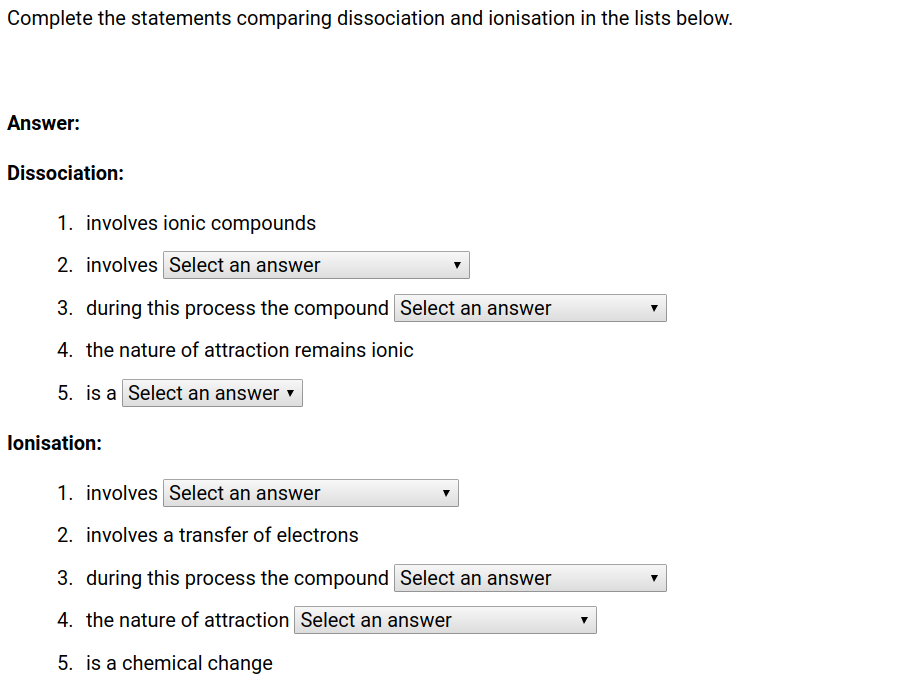 Complete the statements comparing dissociation and ionisation in the lists below.
Answer:
Dissociation:
1. involves ionic compounds
2. involves Select an answer
3. during this process the compound Select an answer
4. the nature of attraction remains ionic
5. is a Select an answer
Ionisation:
1. involves Select an answer
2. involves a transfer of electrons
3. during this process the compound Select an answer
4. the nature of attraction Select an answer
5. is a chemical change